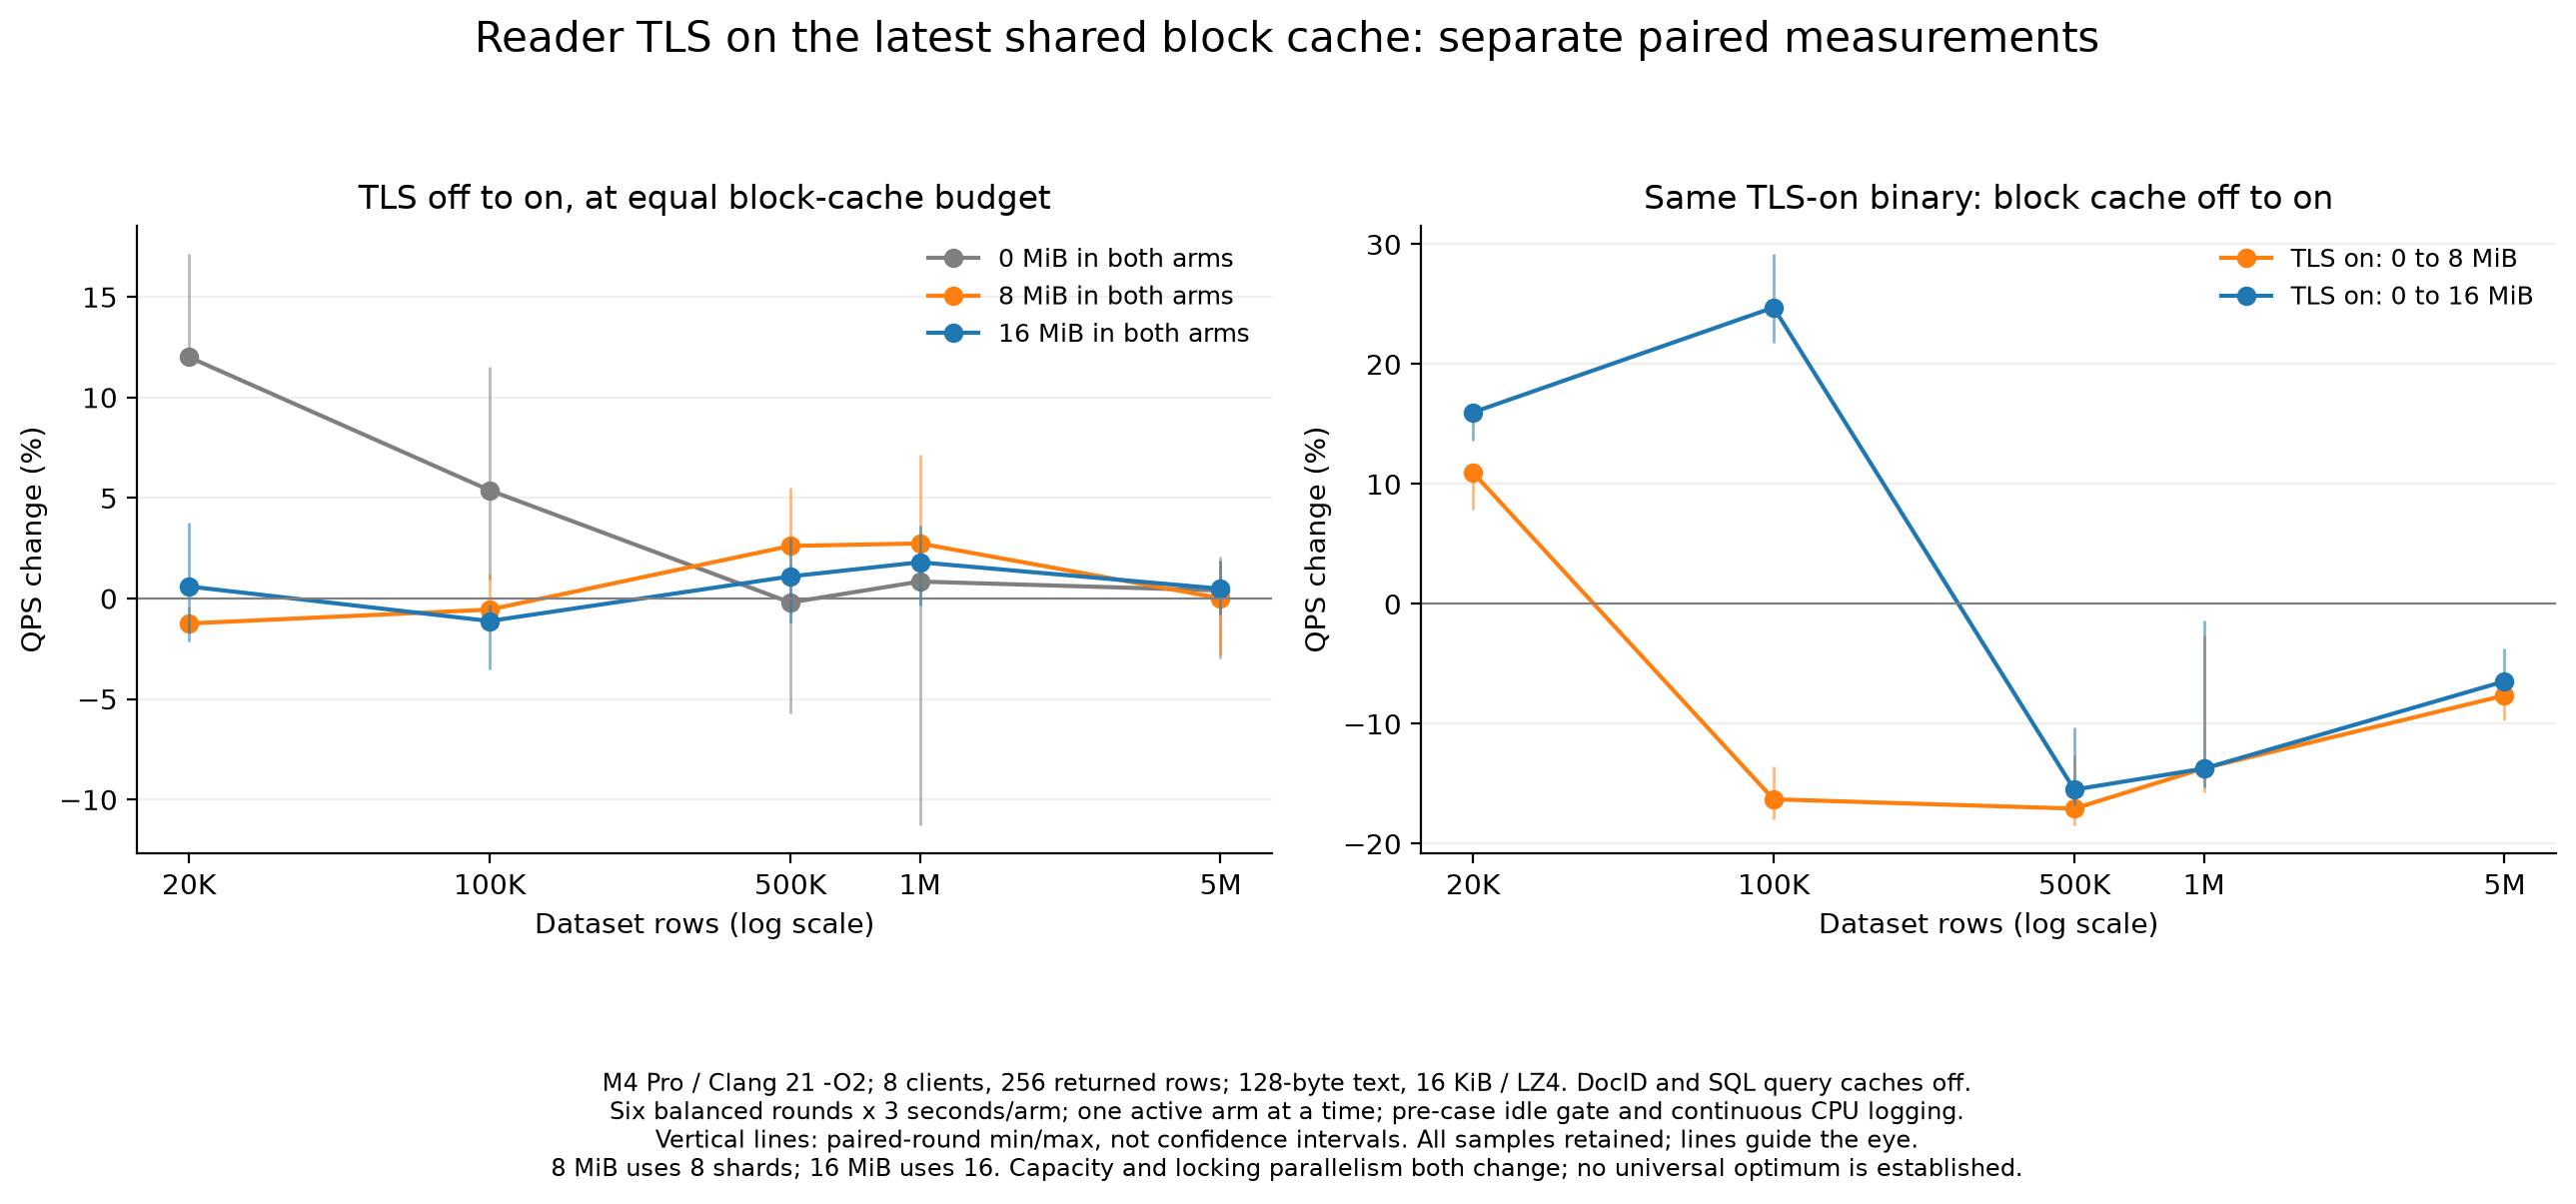 Reader TLS on the latest shared block cache: separate paired measurements
TLS off to on, at equal block-cache budget
QPS change (%)
15
10
5
0
−5
−10
0 MiB in both arms
8 MiB in both arms
16 MiB in both arms
20K
100K
500K
1M
5M
Dataset rows (log scale)
Same TLS-on binary: block cache off to on
QPS change (%)
30
20
10
0
−10
−20
TLS on: 0 to 8 MiB
TLS on: 0 to 16 MiB
20K
100K
500K
1M
5M
Dataset rows (log scale)
M4 Pro / Clang 21 -O2; 8 clients, 256 returned rows; 128-byte text, 16 KiB / LZ4. DocID and SQL query caches off.
Six balanced rounds x 3 seconds/arm; one active arm at a time; pre-case idle gate and continuous CPU logging.
Vertical lines: paired-round min/max, not confidence intervals. All samples retained; lines guide the eye.
8 MiB uses 8 shards; 16 MiB uses 16. Capacity and locking parallelism both change; no universal optimum is established.